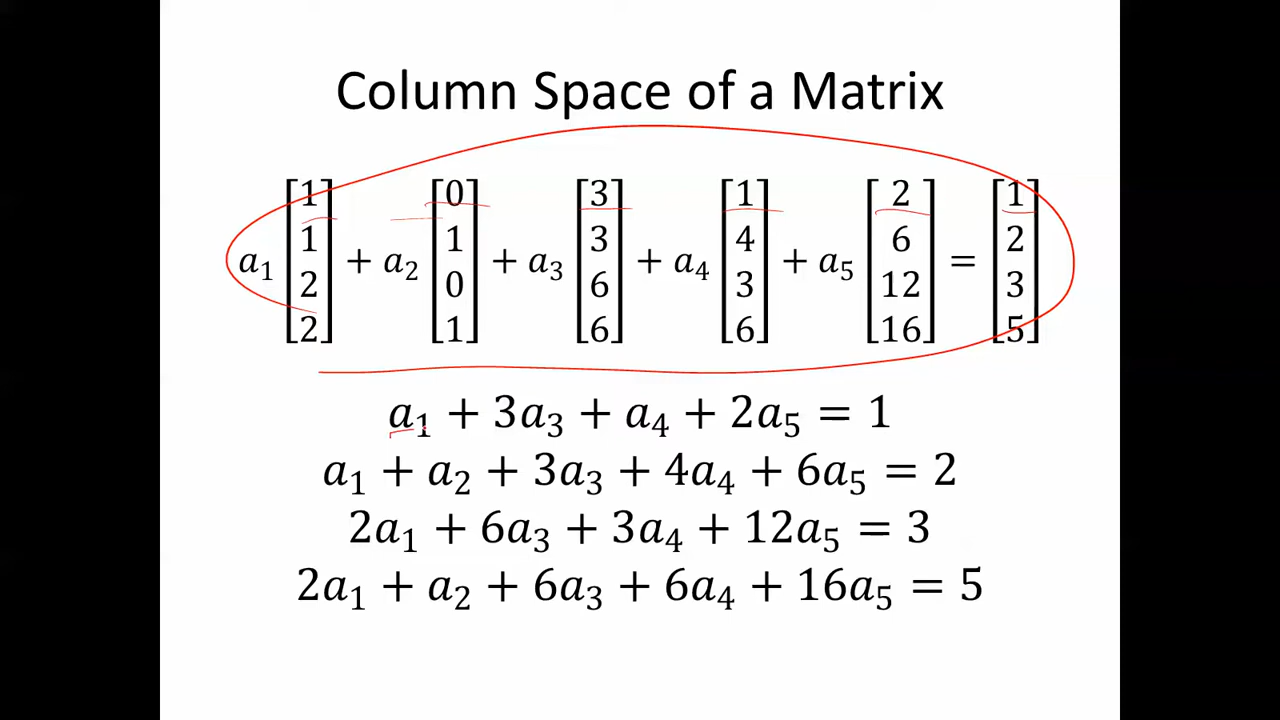 Column Space of a Matrix
a₁ [1 1 2 2] + a₂ [0 1 0 1] + a₃ [3 3 6 6] + a₄ [1 4 3 6] + a₅ [2 6 12 16] = [1 2 3 5]
a₁ + 3a₃ + a₄ + 2a₅ = 1
a₁ + a₂ + 3a₃ + 4a₄ + 6a₅ = 2
2a₁ + 6a₃ + 3a₄ + 12a₅ = 3
2a₁ + a₂ + 6a₃ + 6a₄ + 16a₅ = 5